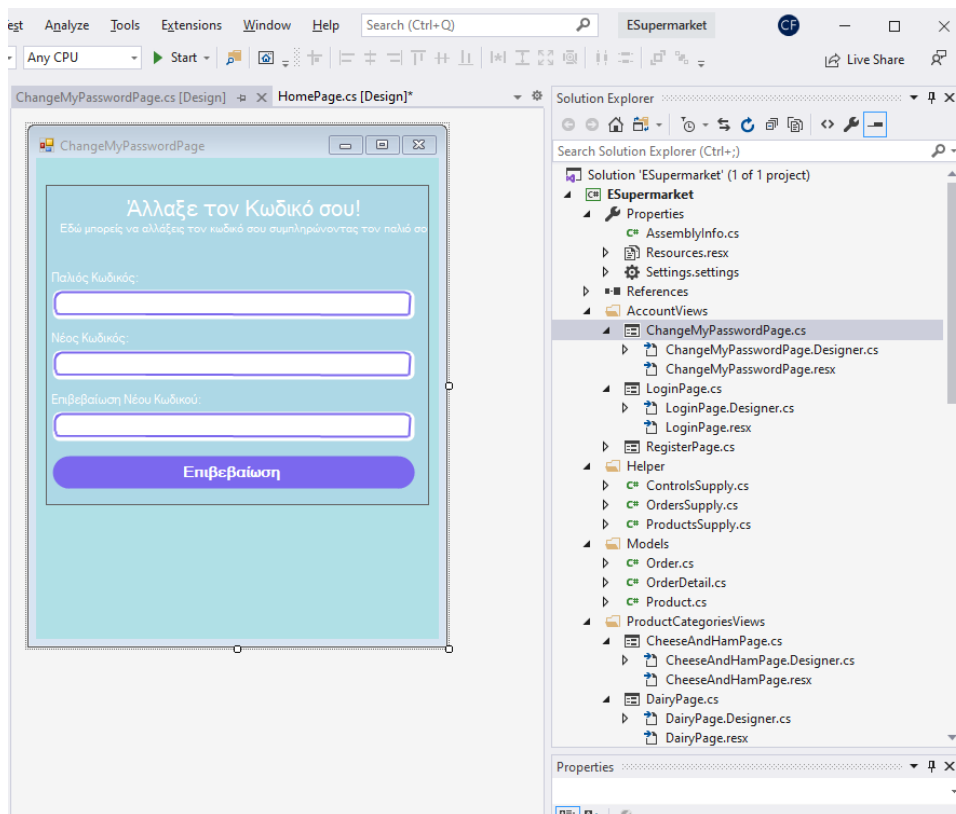 est Analyze Tools Extensions Window Help Search (Ctrl+Q) ESupermarket CF
Any CPU Start Live Share
ChangeMyPasswordPage.cs [Design] HomePage.cs [Design]*
ChangeMyPasswordPage
Άλλαξε τον Κωδικό σου!
Εδώ μπορείς να αλλάξεις τον κωδικό σου συμπληρώνοντας τον παλιό σο
Παλιός Κωδικός:
Νέος Κωδικός:
Επιβεβαίωση Νέου Κωδικού:
Επιβεβαίωση
Solution Explorer
Search Solution Explorer (Ctrl+;)
Solution 'ESupermarket' (1 of 1 project)
C# ESupermarket
Properties
C# AssemblyInfo.cs
Resources.resx
Settings.settings
References
AccountViews
ChangeMyPasswordPage.cs
ChangeMyPasswordPage.Designer.cs
ChangeMyPasswordPage.resx
LoginPage.cs
LoginPage.Designer.cs
LoginPage.resx
RegisterPage.cs
Helper
C# ControlsSupply.cs
C# OrdersSupply.cs
C# ProductsSupply.cs
Models
C# Order.cs
C# OrderDetail.cs
C# Product.cs
ProductCategoriesViews
CheeseAndHamPage.cs
CheeseAndHamPage.Designer.cs
CheeseAndHamPage.resx
DairyPage.cs
DairyPage.Designer.cs
DairyPage.resx
Properties